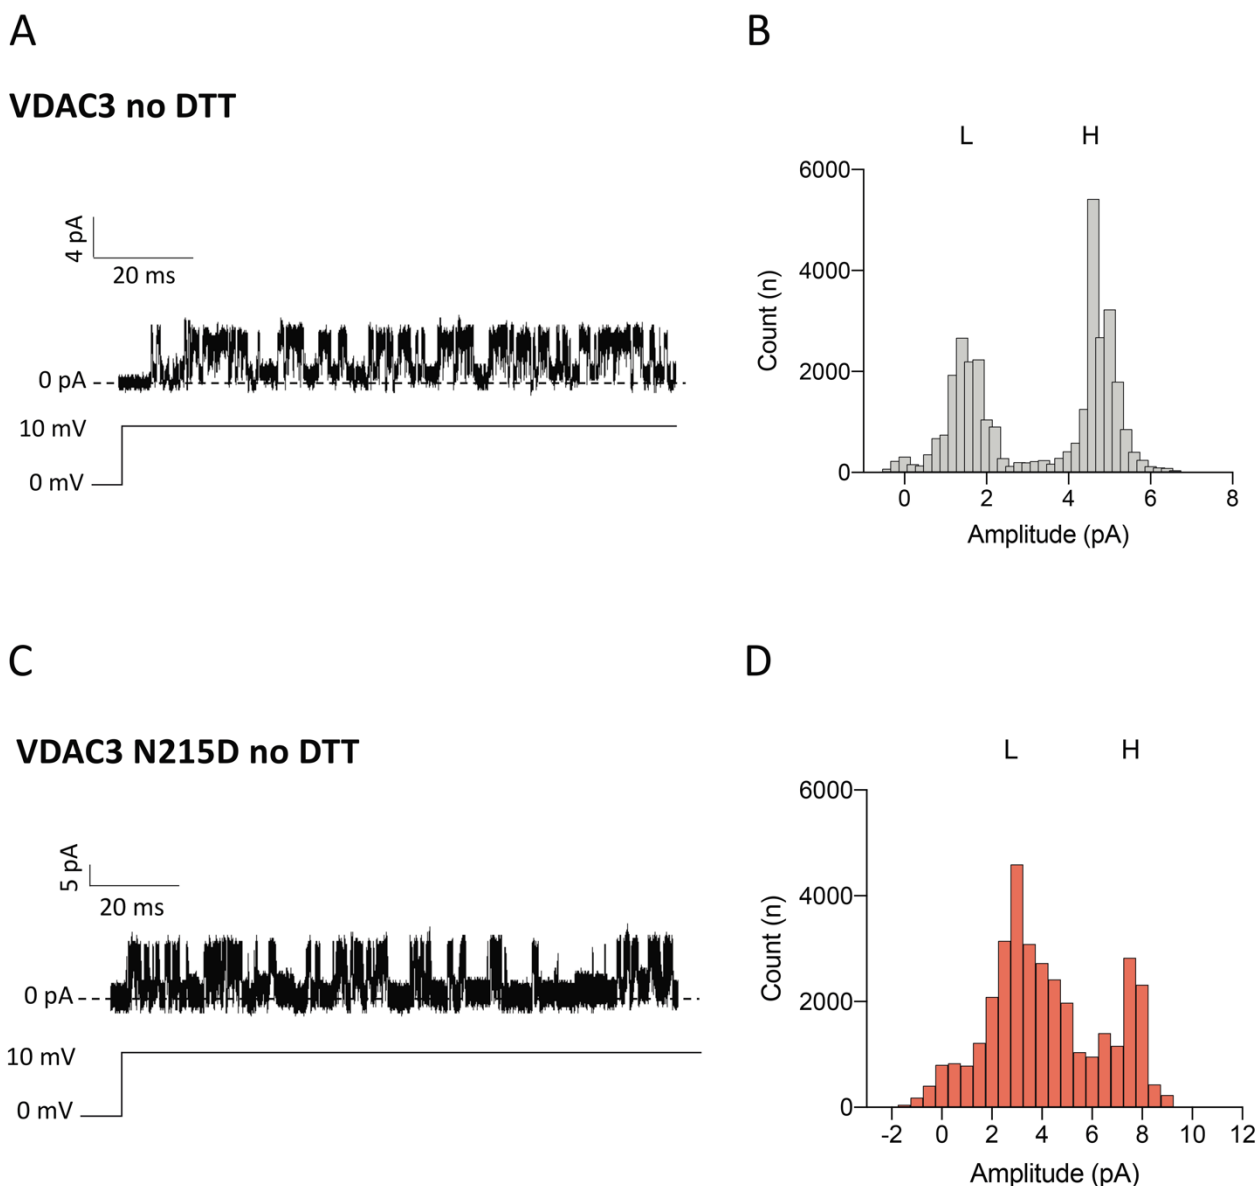 A
VDAC3 no DTT
4 pA
20 ms
0 pA
10 mV
0 mV
B
L H
6000
4000
2000
0
Count (n)
0 2 4 6 8
Amplitude (pA)
C
VDAC3 N215D no DTT
5 pA
20 ms
0 pA
10 mV
0 mV
D
L H
6000
4000
2000
0
Count (n)
-2 0 2 4 6 8 10 12
Amplitude (pA)